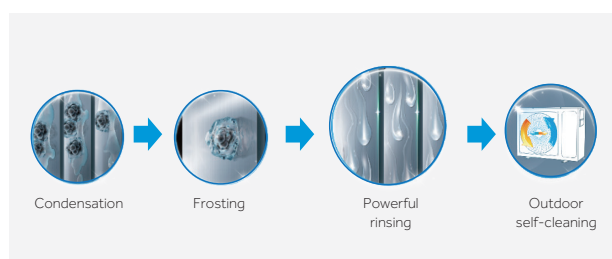 Condensation
Frosting
Powerful
rinsing
Outdoor
self-cleaning